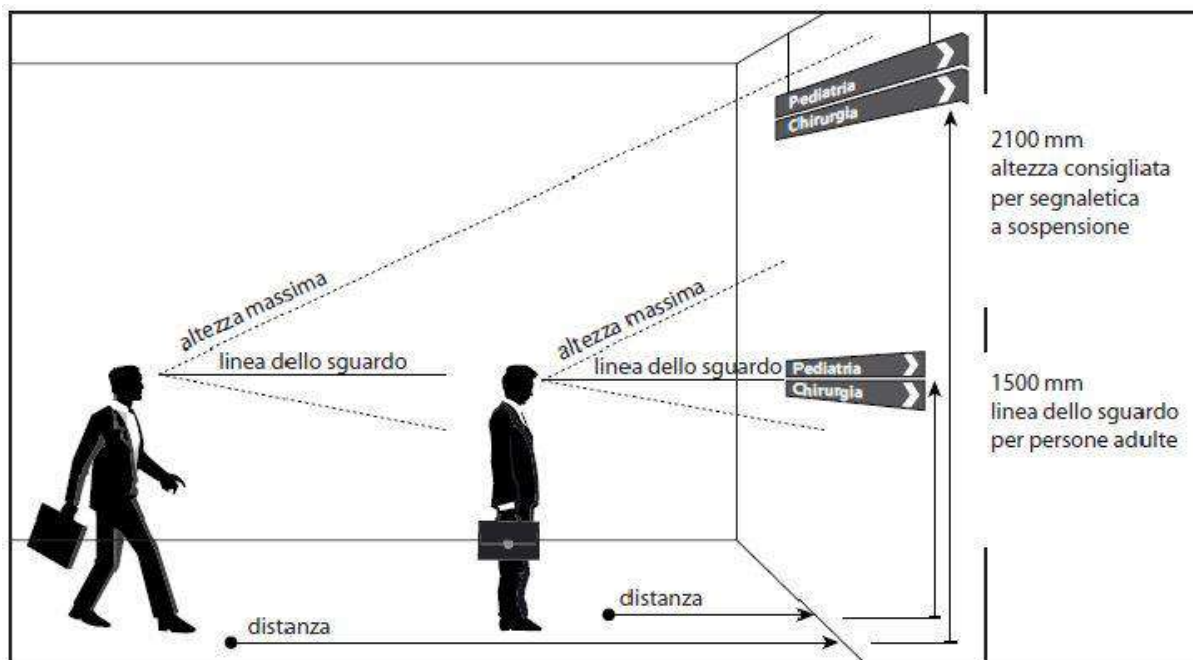 Pediatria
Chirurgia
2100 mm
altezza consigliata
per segnaletica
a sospensione
altezza massima
altezza massima
linea dello sguardo
linea dello sguardo
Pediatria
Chirurgia
1500 mm
linea dello sguardo
per persone adulte
distanza
distanza